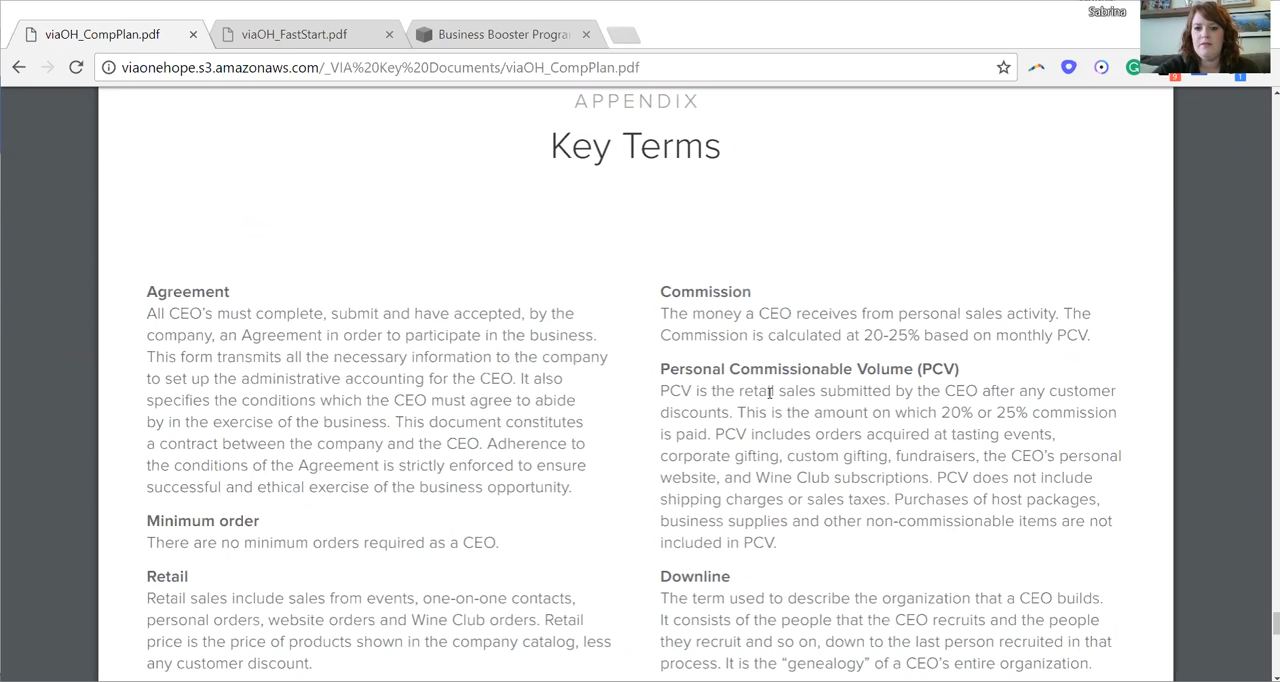 Sabrina
viaOH_CompPlan.pdf
viaOH_FastStart.pdf
Business Booster Progra
viaonehope.s3.amazonaws.com/_VIA%20Key%20Documents/viaOH_CompPlan.pdf
APPENDIX
Key Terms
Agreement
All CEO's must complete, submit and have accepted, by the
company, an Agreement in order to participate in the business.
This form transmits all the necessary information to the company
to set up the administrative accounting for the CEO. It also
specifies the conditions which the CEO must agree to abide
by in the exercise of the business. This document constitutes
a contract between the company and the CEO. Adherence to
the conditions of the Agreement is strictly enforced to ensure
successful and ethical exercise of the business opportunity.
Minimum order
There are no minimum orders required as a CEO.
Retail
Retail sales include sales from events, one-on-one contacts,
personal orders, website orders and Wine Club orders. Retail
price is the price of products shown in the company catalog, less
any customer discount.
Commission
The money a CEO receives from personal sales activity. The
Commission is calculated at 20-25% based on monthly PCV.
Personal Commissionable Volume (PCV)
PCV is the retail sales submitted by the CEO after any customer
discounts. This is the amount on which 20% or 25% commission
is paid. PCV includes orders acquired at tasting events,
corporate gifting, custom gifting, fundraisers, the CEO's personal
website, and Wine Club subscriptions. PCV does not include
shipping charges or sales taxes. Purchases of host packages,
business supplies and other non-commissionable items are not
included in PCV.
Downline
The term used to describe the organization that a CEO builds.
It consists of the people that the CEO recruits and the people
they recruit and so on, down to the last person recruited in that
process. It is the “genealogy” of a CEO's entire organization.